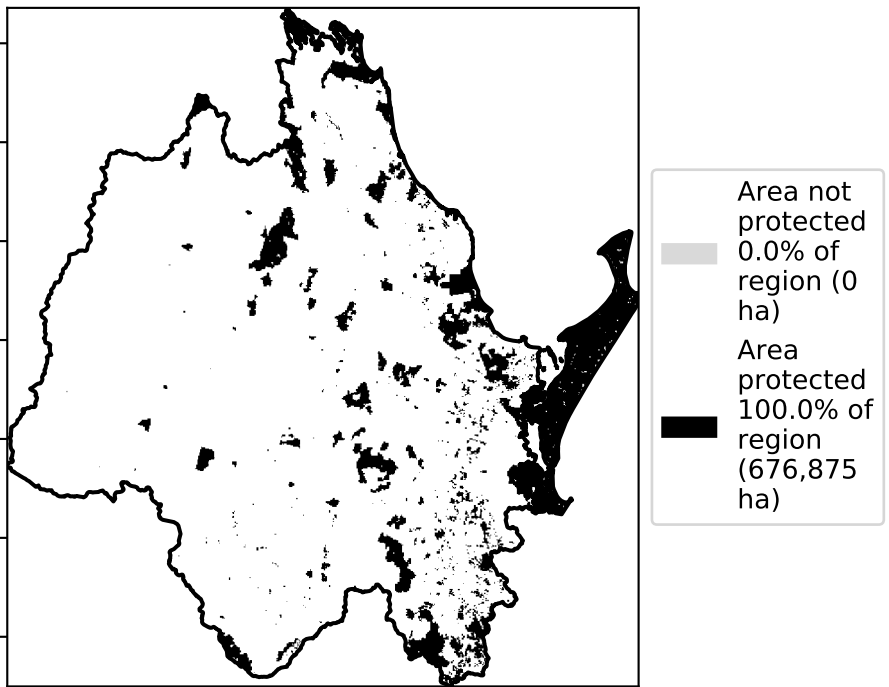 Area not
protected
0.0% of
region (0
ha)
Area
protected
100.0% of
region
(676,875
ha)